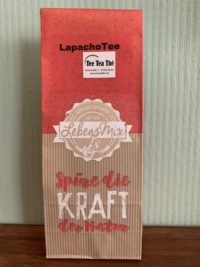 LapachoTee
Tee Tea Thé
LebensMix
Spüre die
KRAFT
der Natur